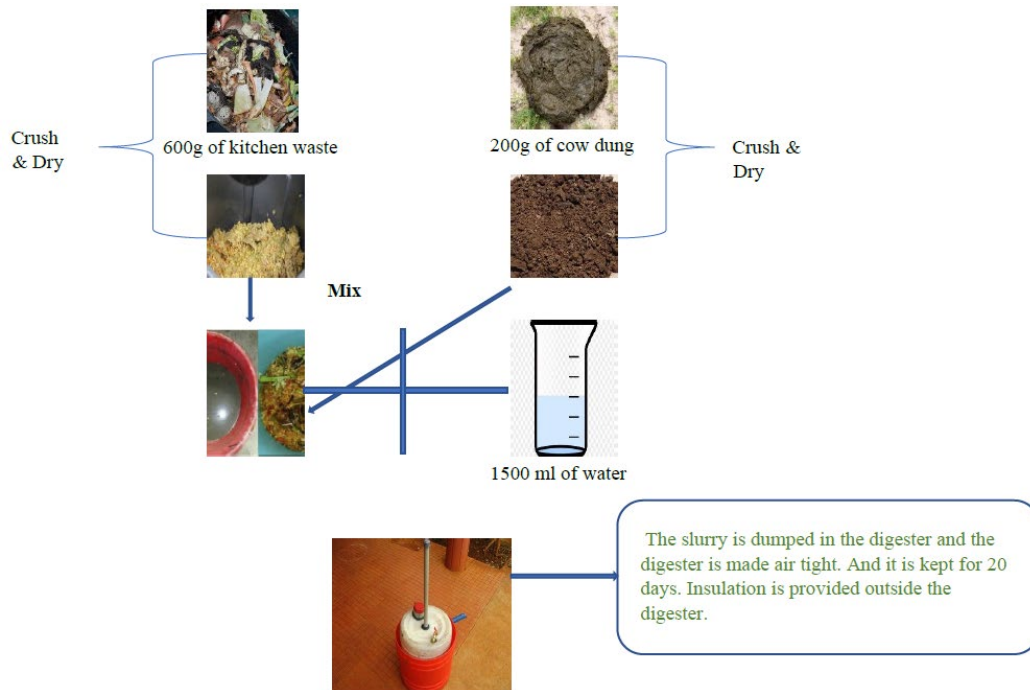 Crush
& Dry
600g of kitchen waste
200g of cow dung
Crush &
Dry
Mix
1500 ml of water
The slurry is dumped in the digester and the
digester is made air tight. And it is kept for 20
days. Insulation is provided outside the
digester.